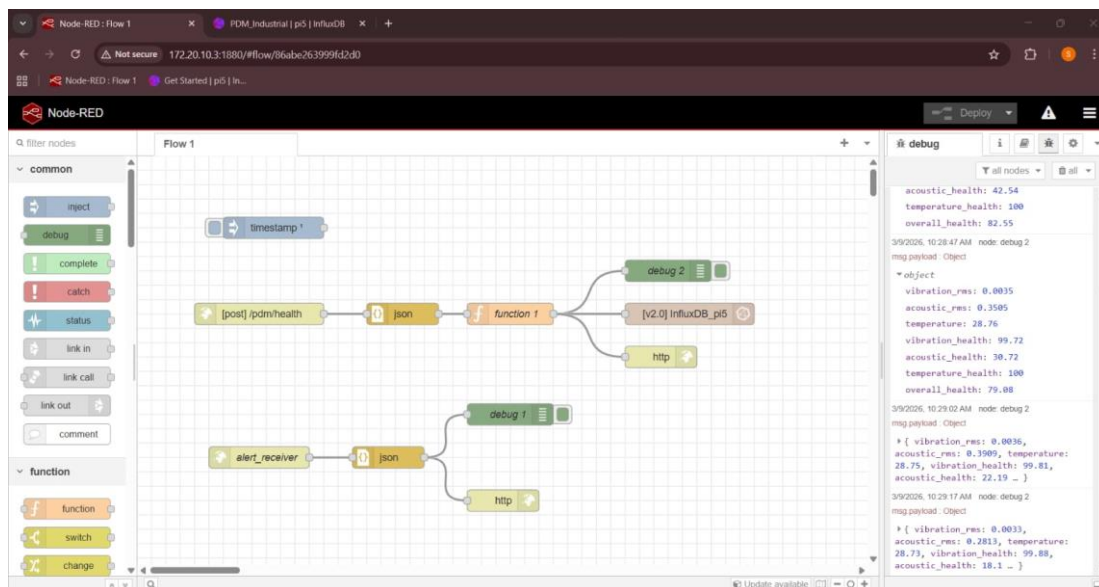 Node-RED : Flow 1
PDM_Industrial | pi5 | InfluxDB
Not secure 172.20.10.3:1880/#flow/86abe263999fd2d0
Node-RED : Flow 1 Get Started | pi5 | In...
Node-RED
Deploy
filter nodes
Flow 1
debug
all nodes
all
common
inject
debug
complete
catch
status
link in
link call
link out
comment
function
function
switch
change
timestamp ¹
[post] /pdm/health
json
function 1
debug 2
[v2.0] InfluxDB_pi5
http
alert_receiver
json
debug 1
http
acoustic_health: 42.54
temperature_health: 100
overall_health: 82.55
3/9/2026, 10:28:47 AM node: debug 2
msg.payload : Object
object
vibration_rms: 0.0035
acoustic_rms: 0.3505
temperature: 28.76
vibration_health: 99.72
acoustic_health: 30.72
temperature_health: 100
overall_health: 79.08
3/9/2026, 10:29:02 AM node: debug 2
msg.payload : Object
{ vibration_rms: 0.0036,
acoustic_rms: 0.3909, temperature:
28.75, vibration_health: 99.81,
acoustic_health: 22.19 … }
3/9/2026, 10:29:17 AM node: debug 2
msg.payload : Object
{ vibration_rms: 0.0033,
acoustic_rms: 0.2813, temperature:
28.73, vibration_health: 99.88,
acoustic_health: 18.1 … }
Update available